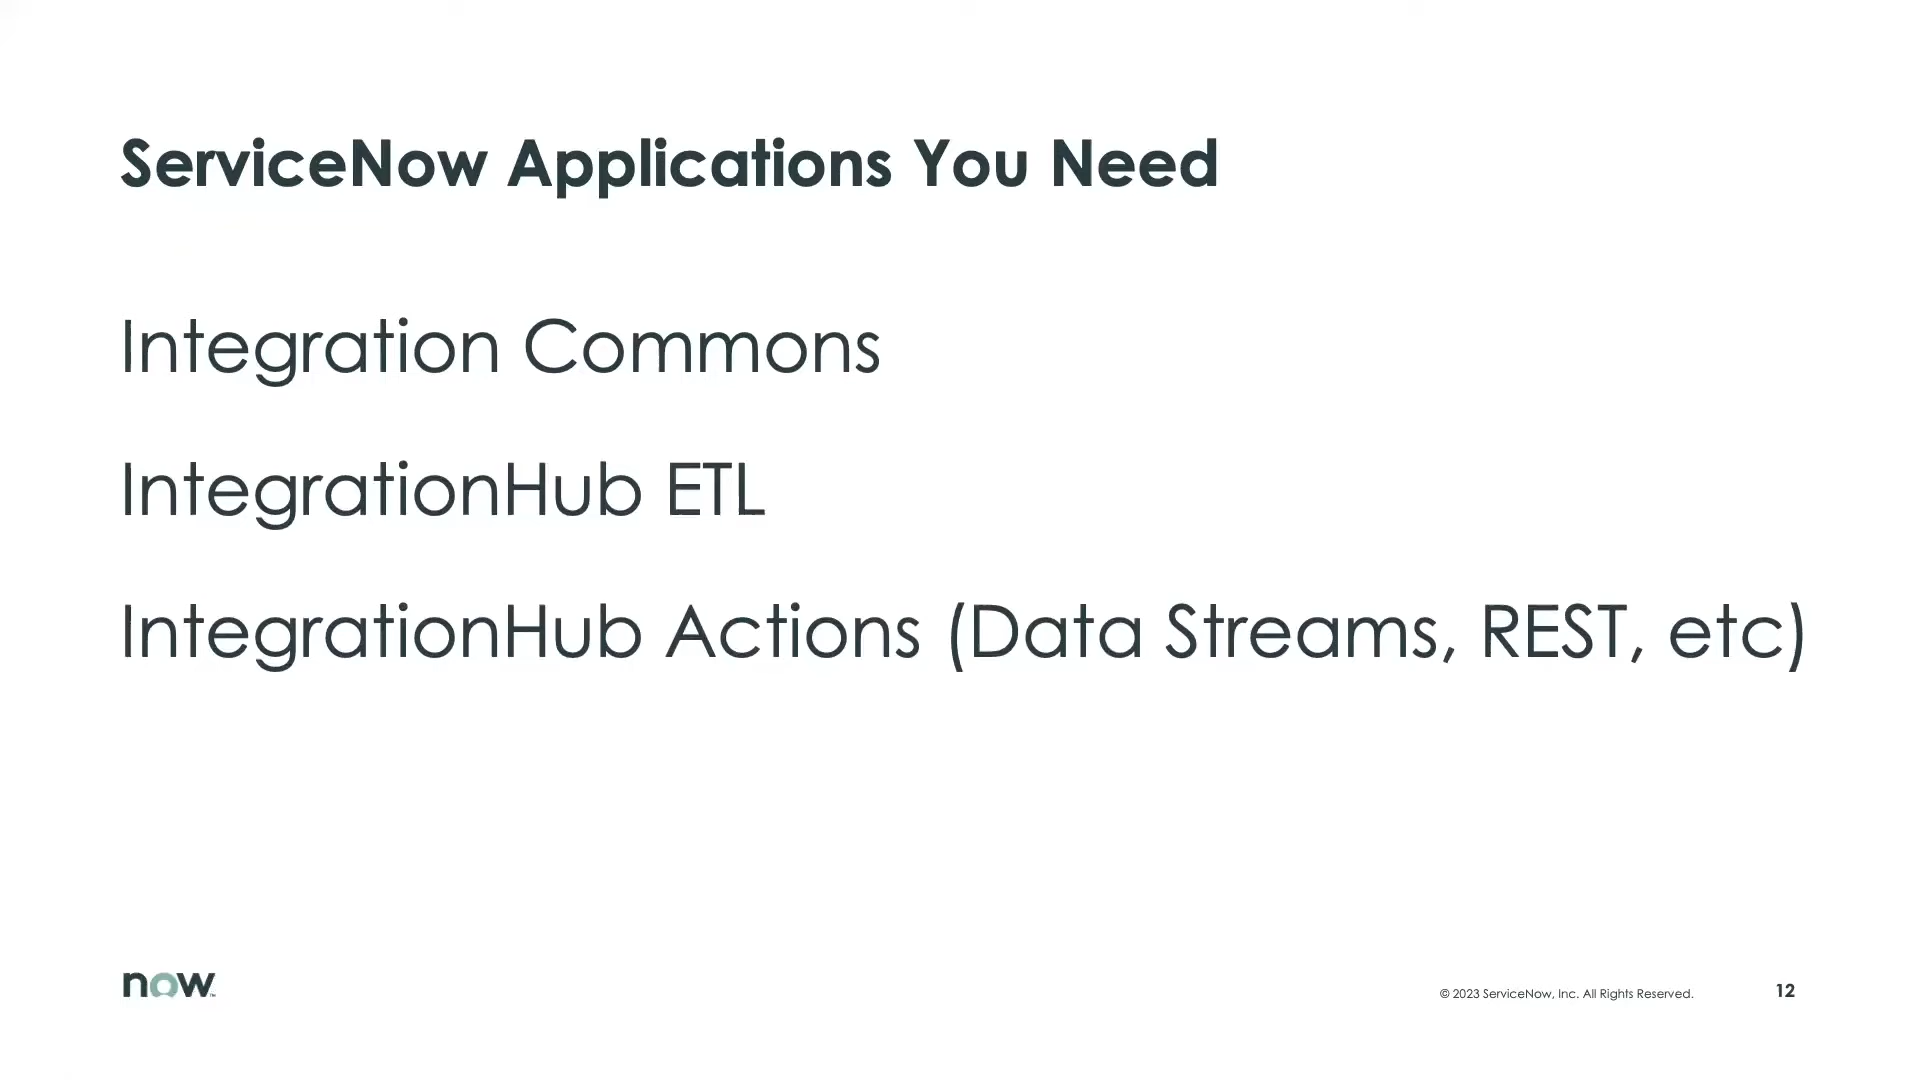 ServiceNow Applications You Need
Integration Commons
IntegrationHub ETL
IntegrationHub Actions (Data Streams, REST, etc)
now™
© 2023 ServiceNow, Inc. All Rights Reserved.
12